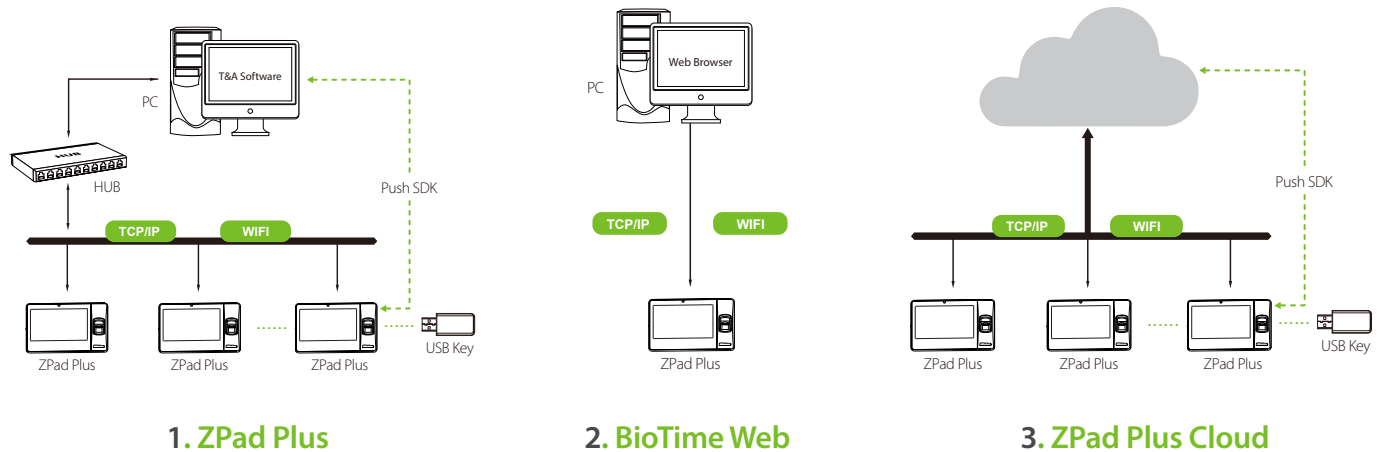 T&A Software
PC
HUB
HUB
Push SDK
TCP/IP
WIFI
ZPad Plus
ZPad Plus
ZPad Plus
USB Key
1. ZPad Plus
Web Browser
PC
TCP/IP
WIFI
ZPad Plus
2. BioTime Web
Push SDK
TCP/IP
WIFI
ZPad Plus
ZPad Plus
ZPad Plus
USB Key
3. ZPad Plus Cloud